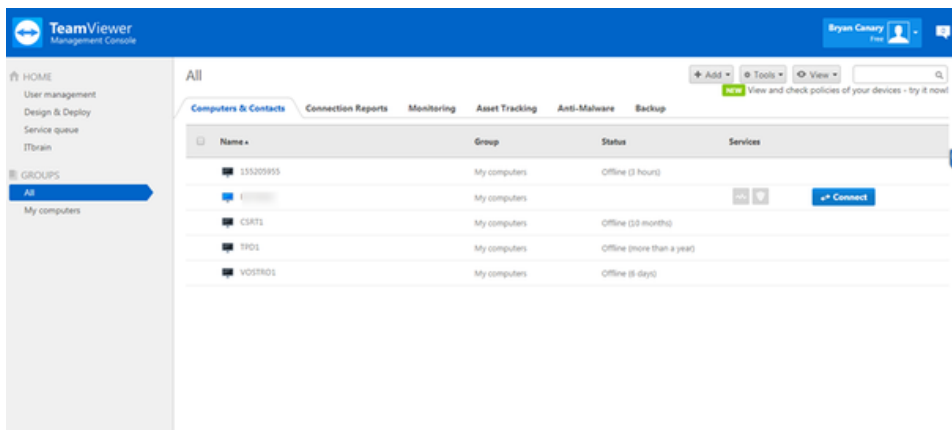 TeamViewer
Management Console
Bryan Canary
Free
HOME
User management
Design & Deploy
Service queue
ITbrain
GROUPS
All
My computers
All
+ Add Tools View
NEW View and check policies of your devices - try it now!
Computers & Contacts Connection Reports Monitoring Asset Tracking Anti-Malware Backup
Name Group Status Services
155205955 My computers Offline (3 hours)
My computers Connect
CSRT1 My computers Offline (10 months)
TPD1 My computers Offline (more than a year)
VOSTRO1 My computers Offline (6 days)